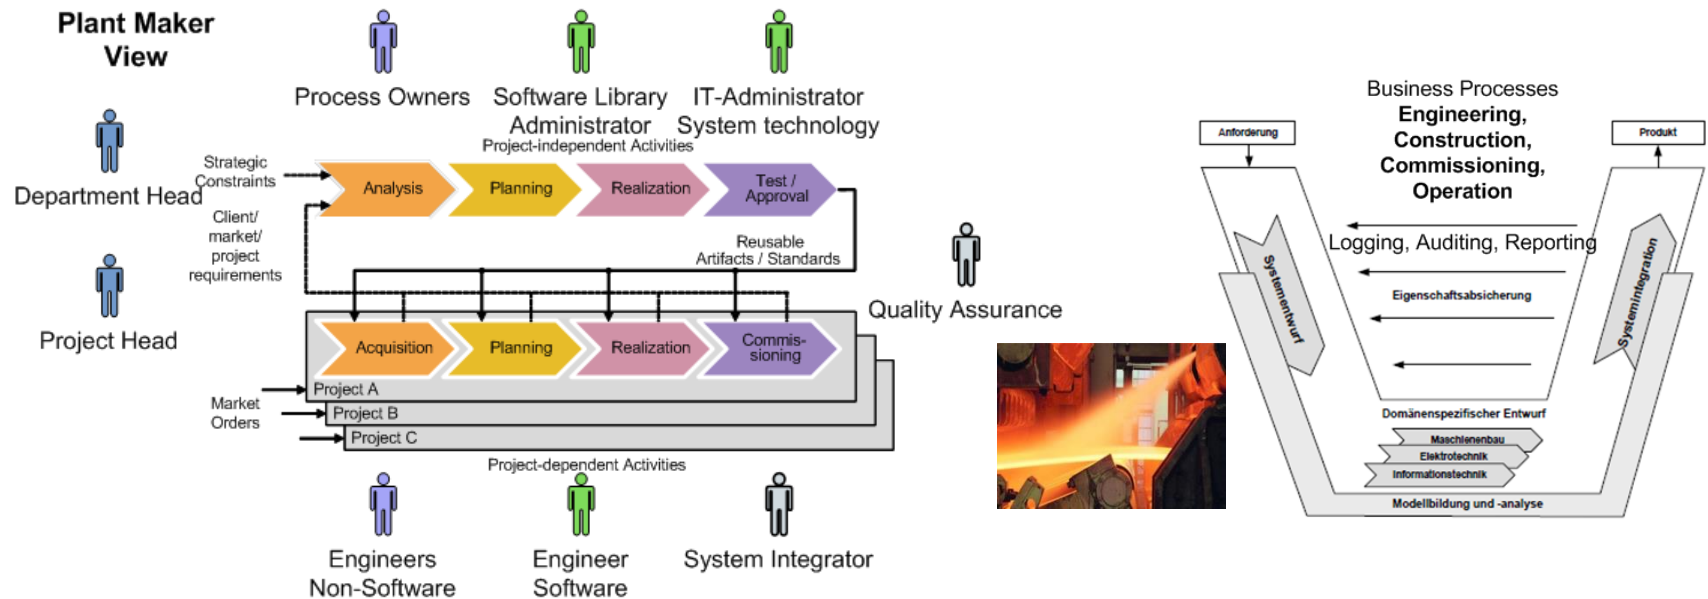 Plant Maker
View
Process Owners
Software Library
Administrator
IT-Administrator
System technology
Department Head
Project-independent Activities
Strategic
Constraints
Analysis
Planning
Realization
Test /
Approval
Client/
market/
project
requirements
Reusable
Artifacts / Standards
Project Head
Quality Assurance
Acquisition
Planning
Realization
Commis-
sioning
Project A
Market
Orders
Project B
Project C
Project-dependent Activities
Engineers
Non-Software
Engineer
Software
System Integrator
Business Processes
Engineering,
Construction,
Commissioning,
Operation
Anforderung
Produkt
Logging, Auditing, Reporting
Systementwurf
Eigenschaftsabsicherung
Systemintegration
Domänenspezifischer Entwurf
Maschienenbau
Elektrotechnik
Informationstechnik
Modellbildung und -analyse